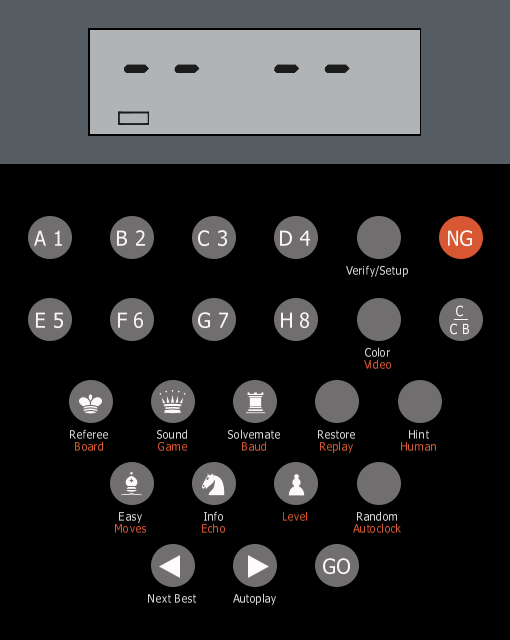 A 1 B 2 C 3 D 4 NG
Verify/Setup
E 5 F 6 G 7 H 8 C
C B
Color
Video
Referee Sound Solvemate Restore Hint
Board Game Baud Replay Human
Easy Info Level Random
Moves Echo Autoclock
GO
Next Best Autoplay